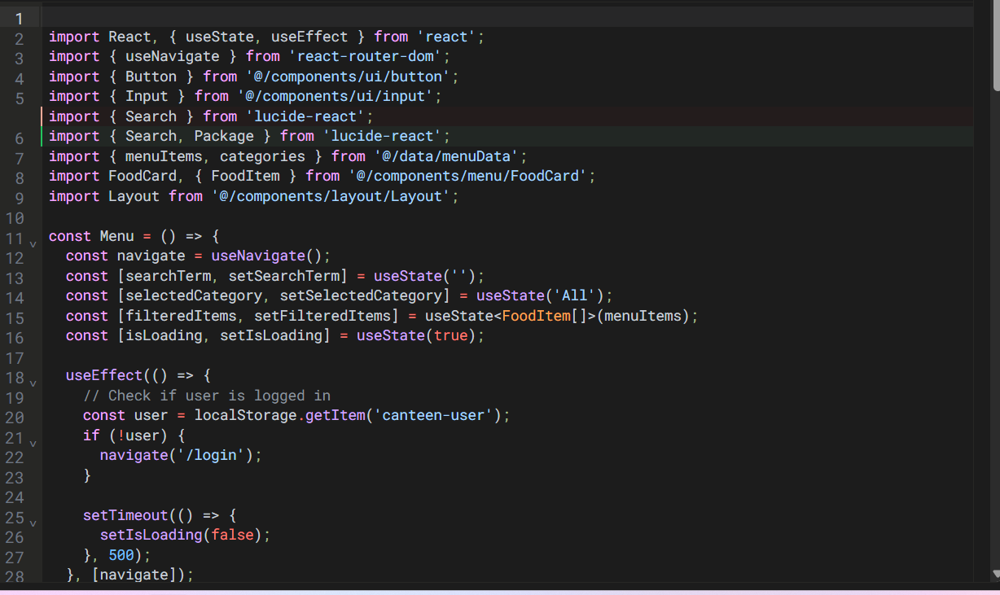 1
2 import React, { useState, useEffect } from 'react';
3 import { useNavigate } from 'react-router-dom';
4 import { Button } from '@/components/ui/button';
5 import { Input } from '@/components/ui/input';
import { Search } from 'lucide-react';
6 import { Search, Package } from 'lucide-react';
7 import { menuItems, categories } from '@/data/menuData';
8 import FoodCard, { FoodItem } from '@/components/menu/FoodCard';
9 import Layout from '@/components/layout/Layout';
10
11 const Menu = () => {
12   const navigate = useNavigate();
13   const [searchTerm, setSearchTerm] = useState('');
14   const [selectedCategory, setSelectedCategory] = useState('All');
15   const [filteredItems, setFilteredItems] = useState<FoodItem[]>(menuItems);
16   const [isLoading, setIsLoading] = useState(true);
17
18   useEffect(() => {
19     // Check if user is logged in
20     const user = localStorage.getItem('canteen-user');
21     if (!user) {
22       navigate('/login');
23     }
24
25     setTimeout(() => {
26       setIsLoading(false);
27     }, 500);
28   }, [navigate]);